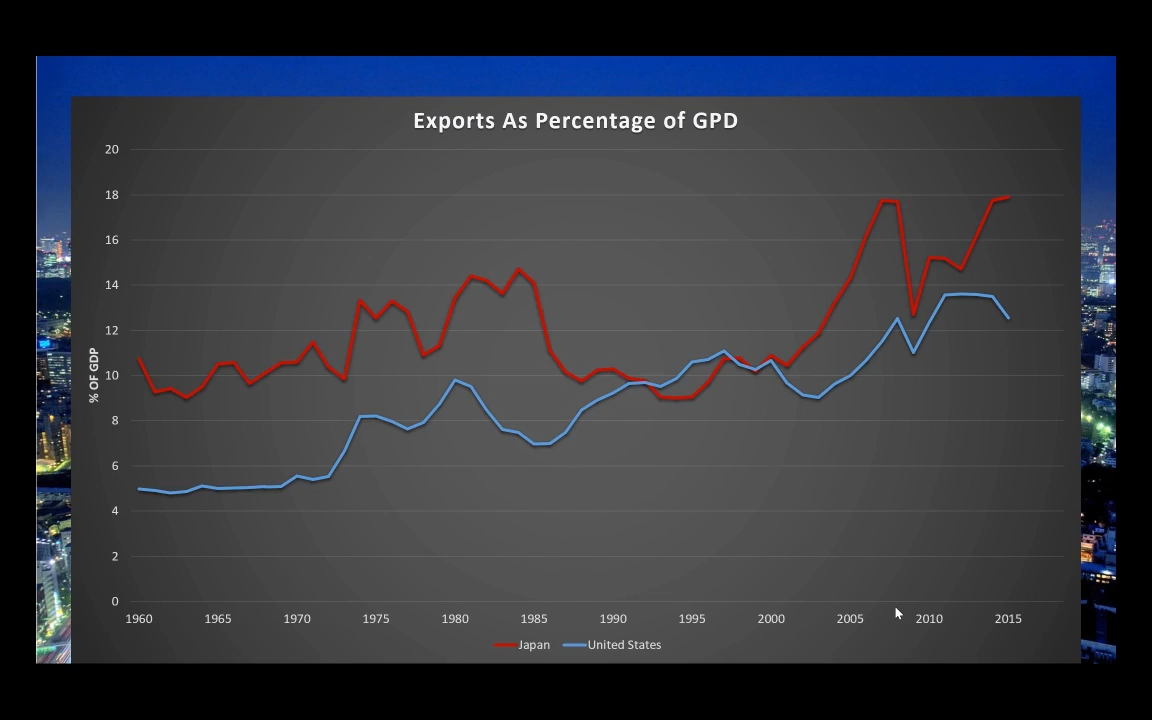 Exports As Percentage of GPD
20
18
16
14
12
10
8
6
4
2
0
% OF GDP
1960 1965 1970 1975 1980 1985 1990 1995 2000 2005 2010 2015
Japan United States